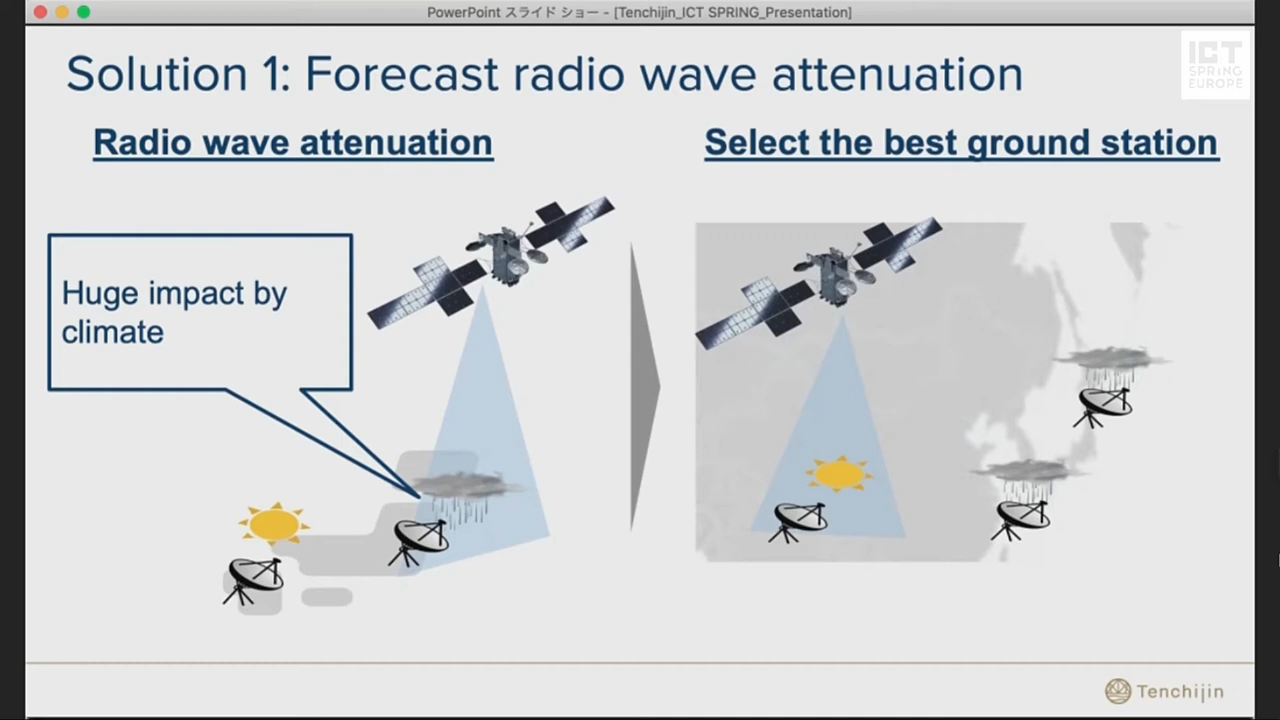 PowerPoint スライド ショー - [Tenchijin_ICT SPRING_Presentation]
ICT
SPRING
EUROPE
Solution 1: Forecast radio wave attenuation
Radio wave attenuation
Select the best ground station
Huge impact by
climate
Tenchijin